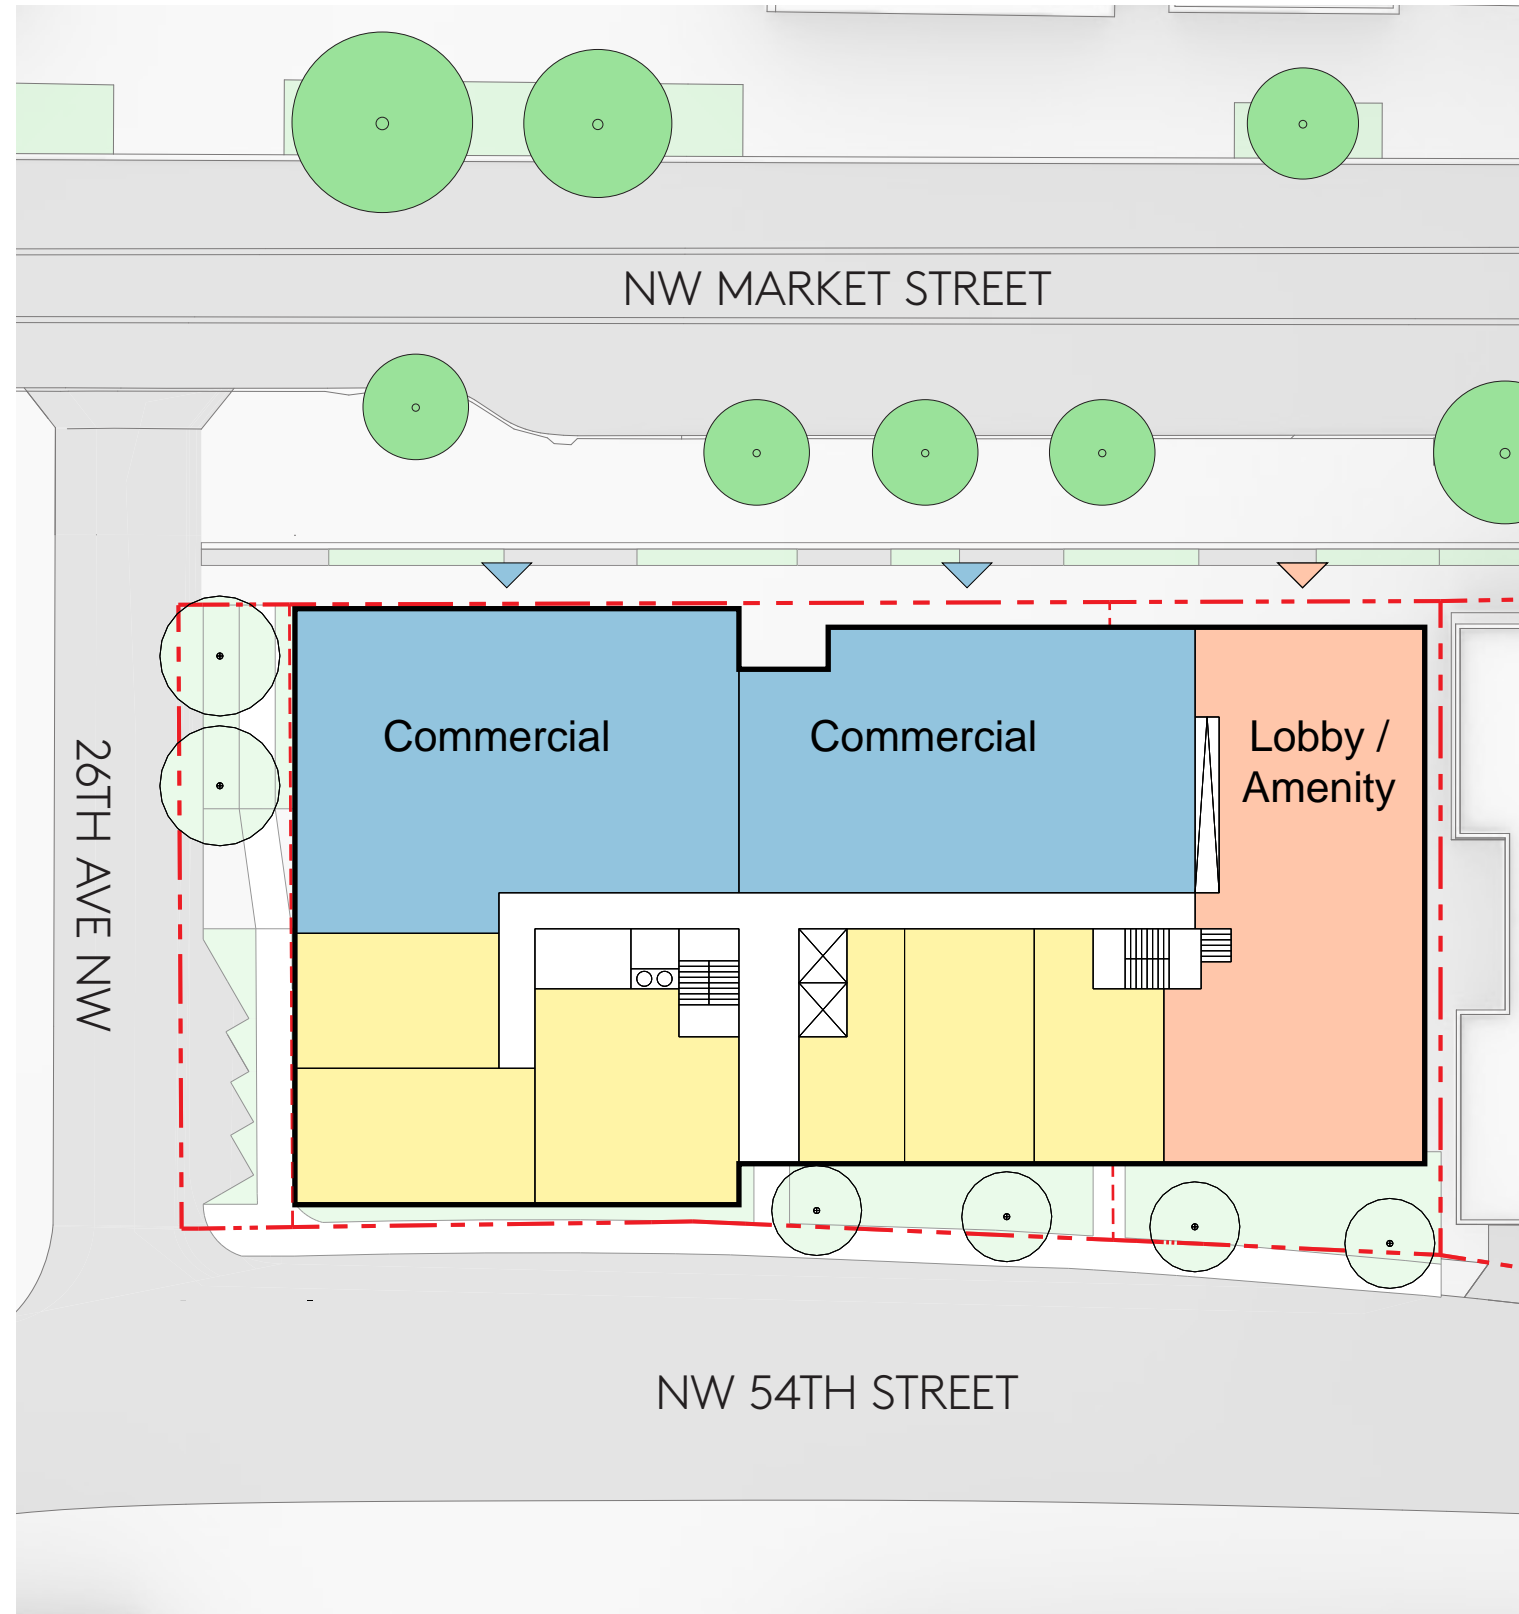 NW MARKET STREET
Commercial
Commercial
Lobby /
Amenity
26TH AVE NW
NW 54TH STREET